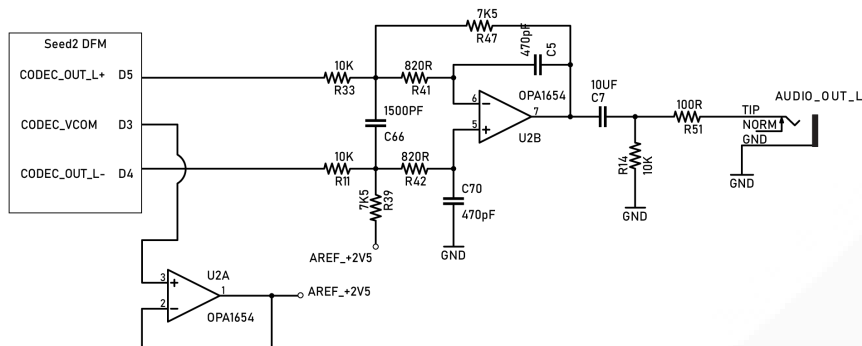 Seed2 DFM
CODEC_OUT_L+ D5
CODEC_VCOM D3
CODEC_OUT_L- D4
7K5
R47
470pF
C5
10K
R33
820R
R41
1500PF
C66
6
5
7
OPA1654
U2B
10UF
C7
100R
R51
AUDIO_OUT_L
TIP
NORM
GND
GND
R14
10K
GND
10K
R11
820R
R42
7K5
R39
C70
470pF
GND
AREF_+2V5
3
2
1
U2A
OPA1654
AREF_+2V5